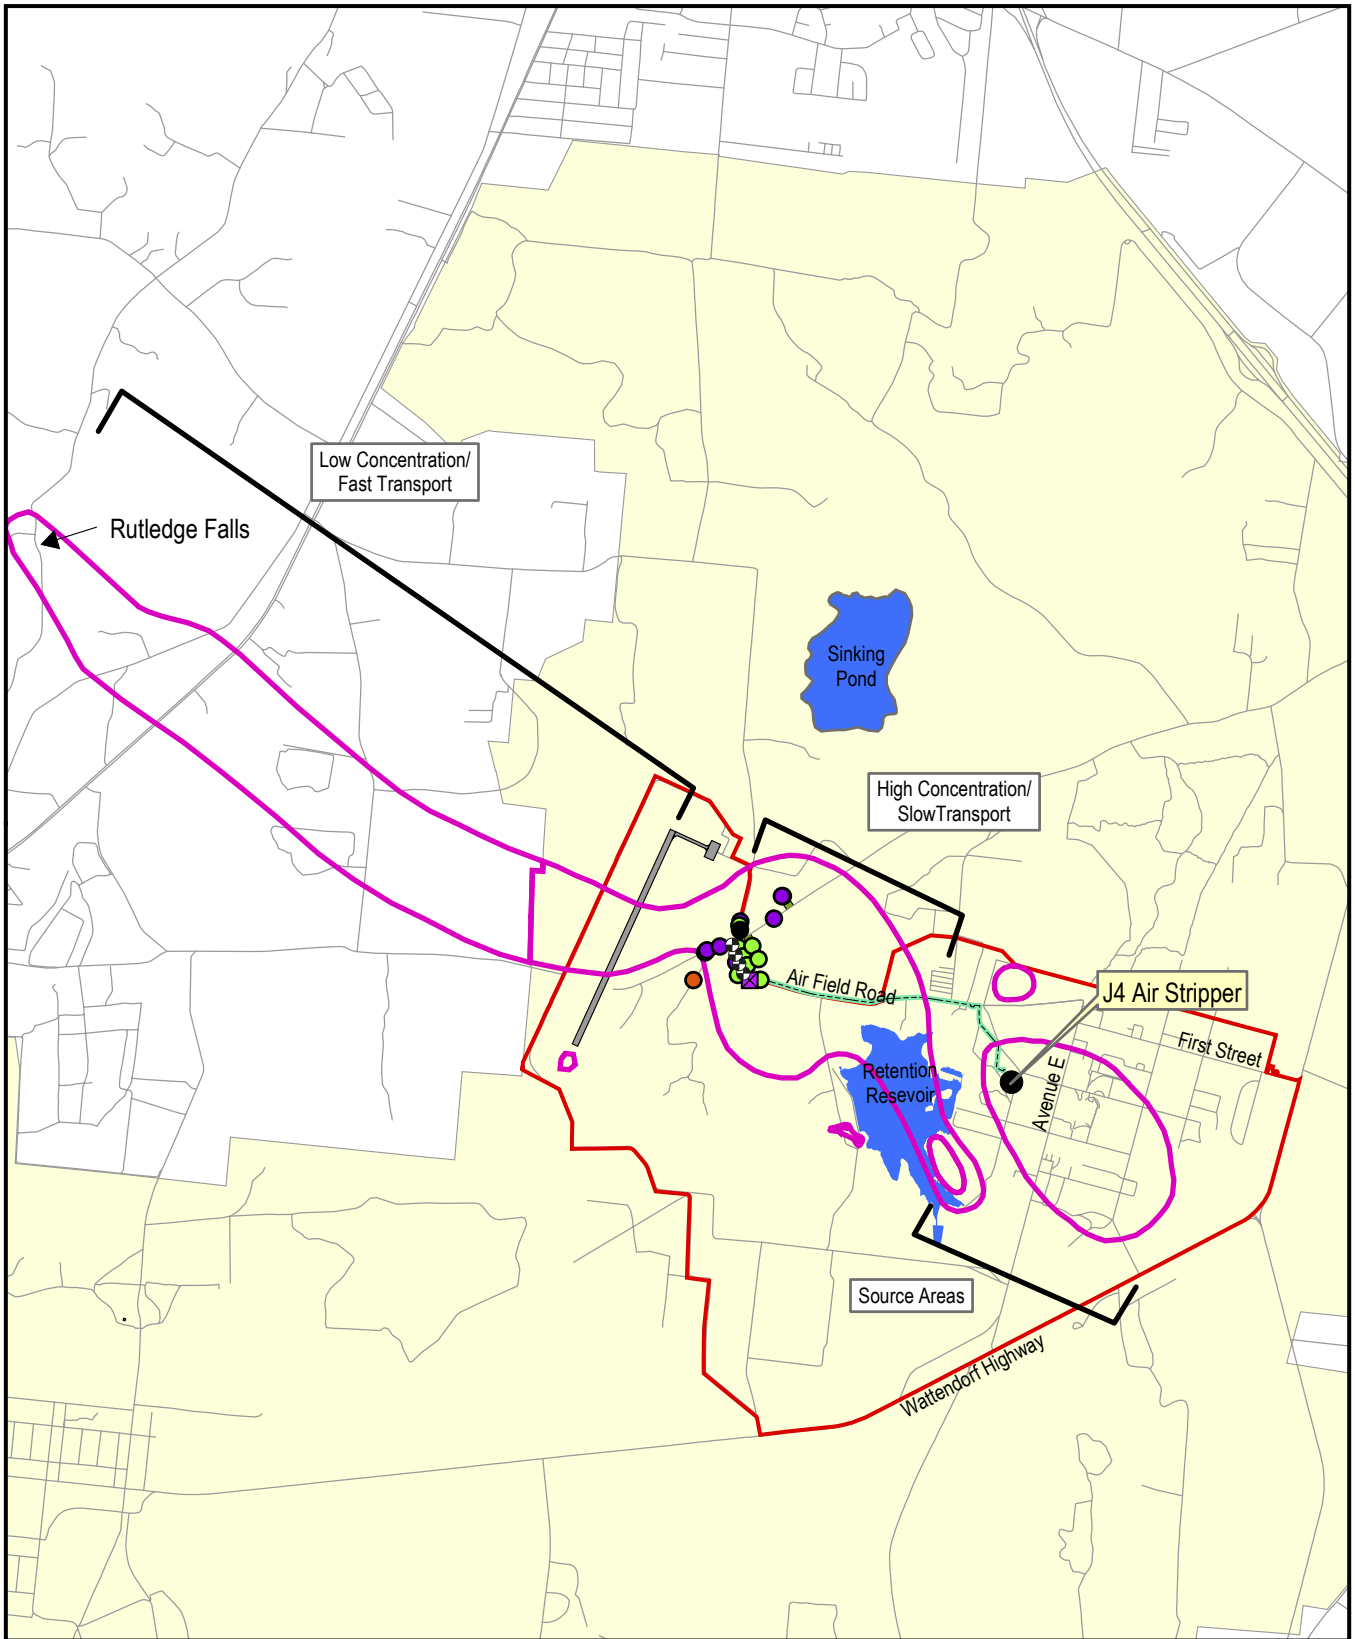 Low Concentration/
Fast Transport
Rutledge Falls
Sinking
Pond
High Concentration/
SlowTransport
Air Field Road
J4 Air Stripper
First Street
Retention
Resevoir
Avenue E
Source Areas
Wattendorf Highway